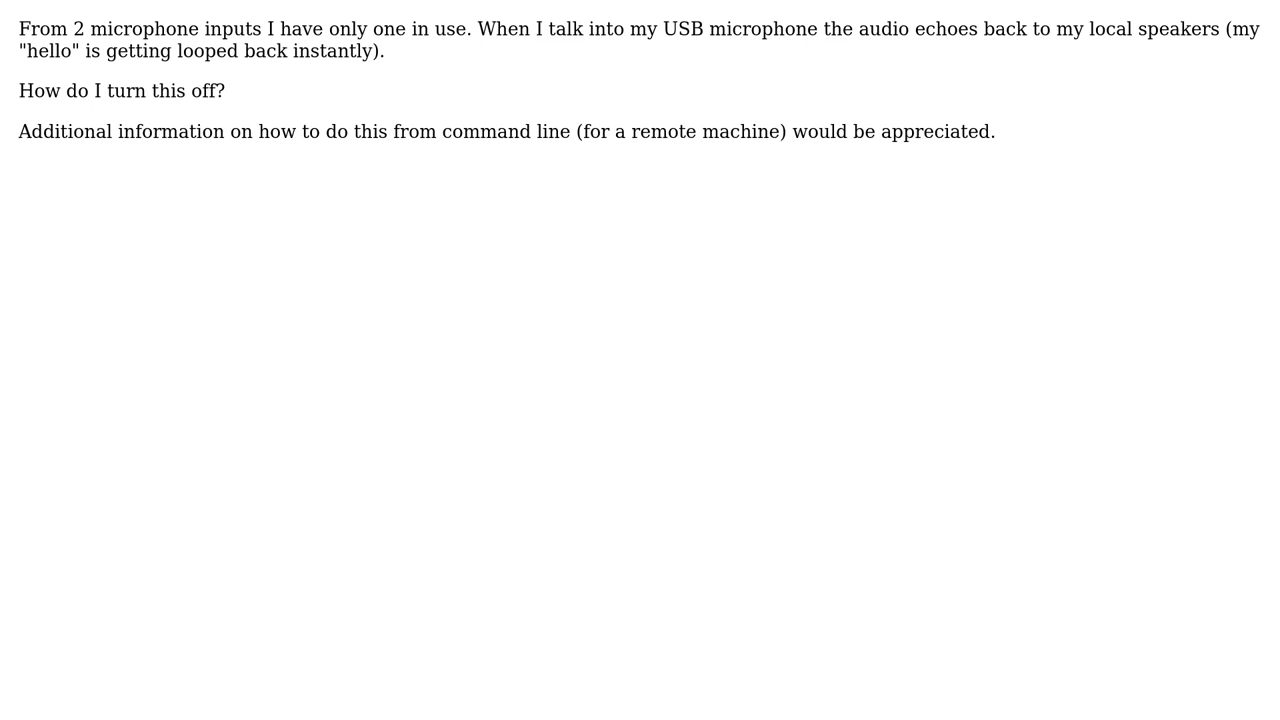 From 2 microphone inputs I have only one in use. When I talk into my USB microphone the audio echoes back to my local speakers (my
"hello" is getting looped back instantly).
How do I turn this off?
Additional information on how to do this from command line (for a remote machine) would be appreciated.